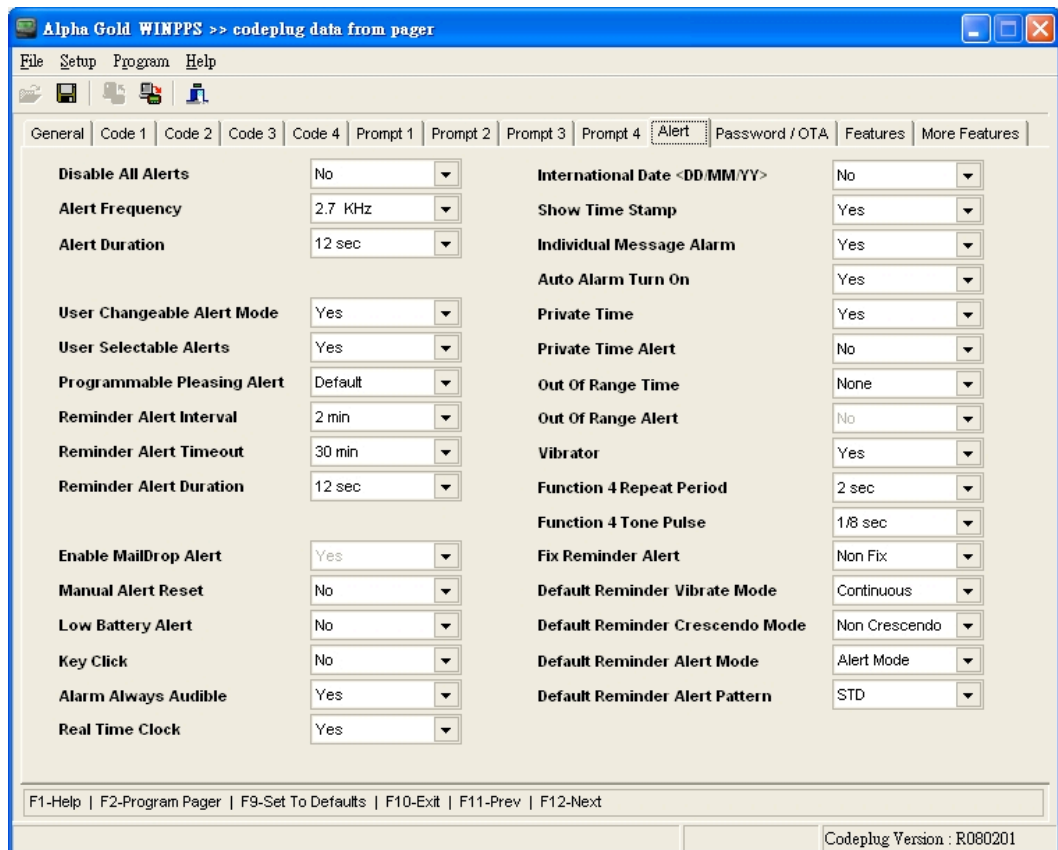 Alpha Gold WINPPS >> codeplug data from pager
File Setup Program Help
General Code 1 Code 2 Code 3 Code 4 Prompt 1 Prompt 2 Prompt 3 Prompt 4 Alert Password / OTA Features More Features
Disable All Alerts No
Alert Frequency 2.7 KHz
Alert Duration 12 sec
User Changeable Alert Mode Yes
User Selectable Alerts Yes
Programmable Pleasing Alert Default
Reminder Alert Interval 2 min
Reminder Alert Timeout 30 min
Reminder Alert Duration 12 sec
Enable MailDrop Alert Yes
Manual Alert Reset No
Low Battery Alert No
Key Click No
Alarm Always Audible Yes
Real Time Clock Yes
International Date <DD/MM/YY> No
Show Time Stamp Yes
Individual Message Alarm Yes
Auto Alarm Turn On Yes
Private Time Yes
Private Time Alert No
Out Of Range Time None
Out Of Range Alert No
Vibrator Yes
Function 4 Repeat Period 2 sec
Function 4 Tone Pulse 1/8 sec
Fix Reminder Alert Non Fix
Default Reminder Vibrate Mode Continuous
Default Reminder Crescendo Mode Non Crescendo
Default Reminder Alert Mode Alert Mode
Default Reminder Alert Pattern STD
F1-Help | F2-Program Pager | F9-Set To Defaults | F10-Exit | F11-Prev | F12-Next
Codeplug Version : R080201